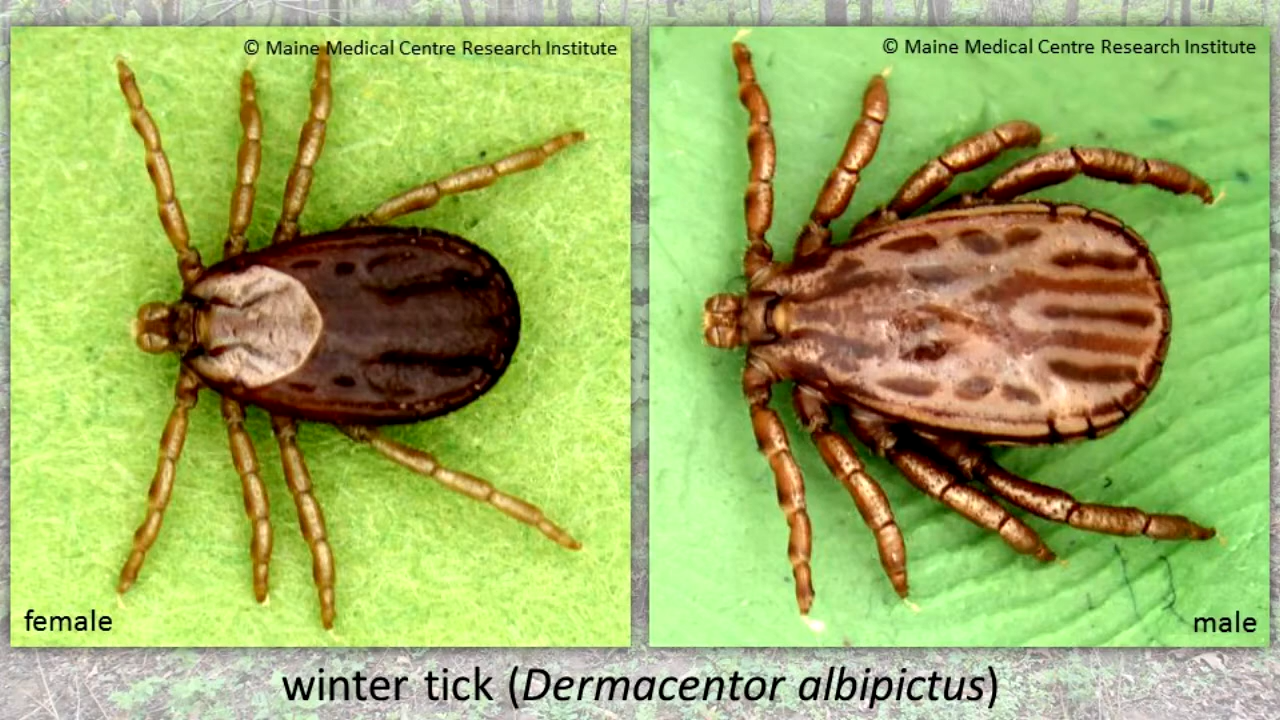 © Maine Medical Centre Research Institute
© Maine Medical Centre Research Institute
female
male
winter tick (Dermacentor albipictus)